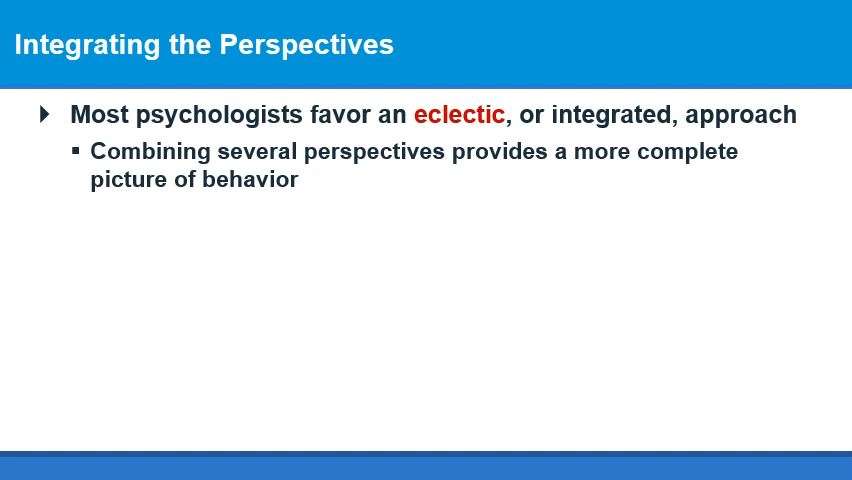 Integrating the Perspectives
Most psychologists favor an eclectic, or integrated, approach
Combining several perspectives provides a more complete
picture of behavior